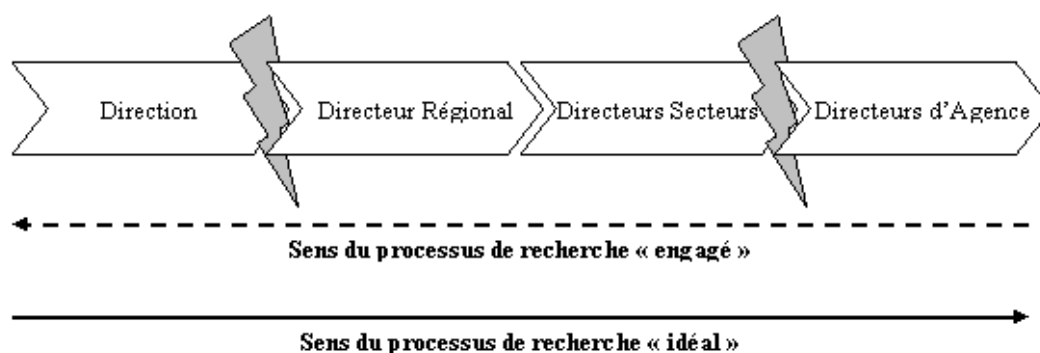 Direction
Directeur Régional
Directeurs Secteurs
Directeurs d'Agence
Sens du processus de recherche « engagé »
Sens du processus de recherche « idéal »